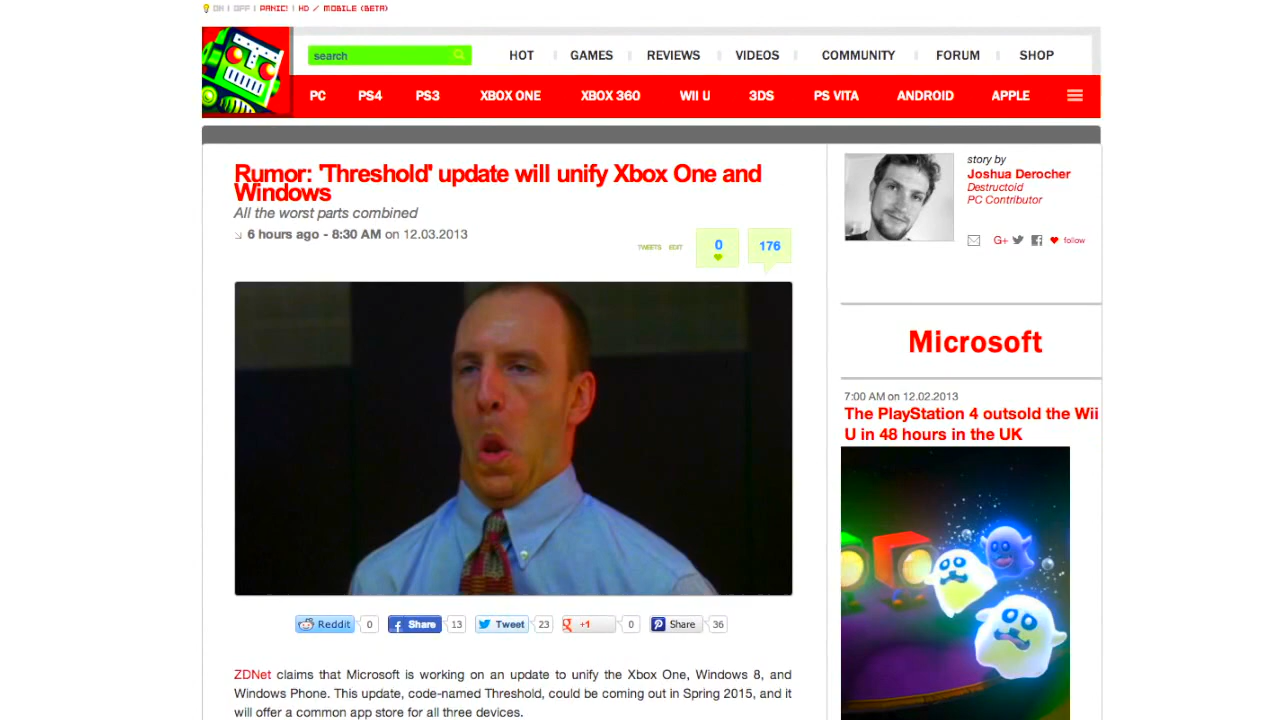 ON | OFF | PANIC! | HD / MOBILE (BETA)
search
HOT GAMES REVIEWS VIDEOS COMMUNITY FORUM SHOP
PC PS4 PS3 XBOX ONE XBOX 360 WII U 3DS PS VITA ANDROID APPLE
Rumor: 'Threshold' update will unify Xbox One and
Windows
All the worst parts combined
6 hours ago - 8:30 AM on 12.03.2013
TWEETS EDIT
0
176
Reddit 0 Share 13 Tweet 23 +1 0 Share 36
ZDNet claims that Microsoft is working on an update to unify the Xbox One, Windows 8, and
Windows Phone. This update, code-named Threshold, could be coming out in Spring 2015, and it
will offer a common app store for all three devices.
story by
Joshua Derocher
Destructoid
PC Contributor
G+ follow
Microsoft
7:00 AM on 12.02.2013
The PlayStation 4 outsold the Wii
U in 48 hours in the UK